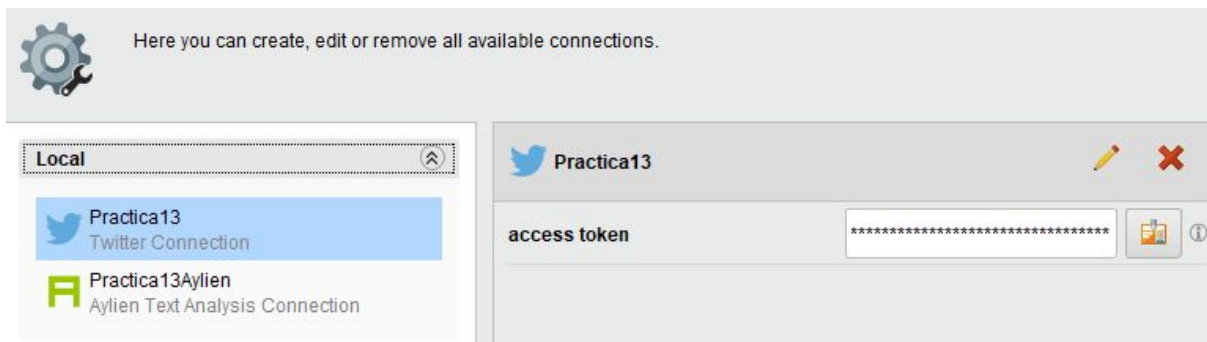 Here you can create, edit or remove all available connections.
Local
Practica13
Twitter Connection
Practica13Aylien
Aylien Text Analysis Connection
Practica13
access token
**********************************